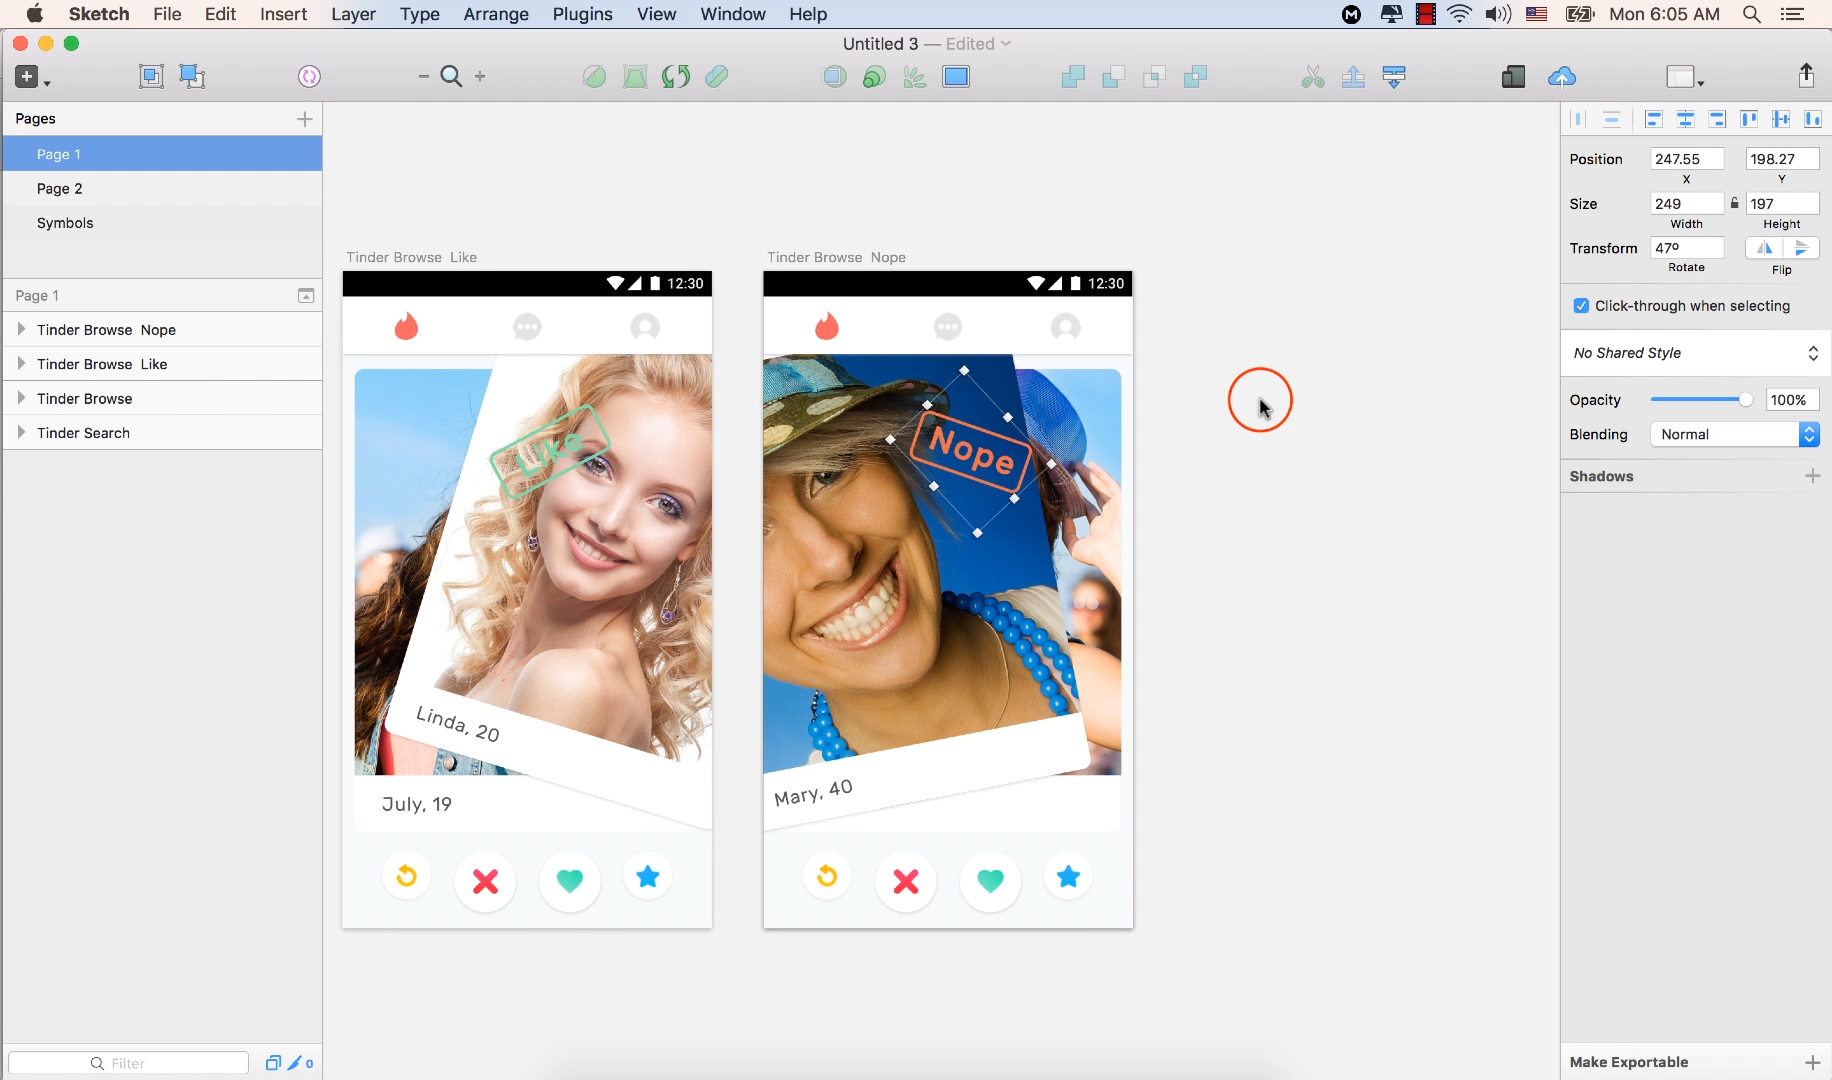 Sketch File Edit Insert Layer Type Arrange Plugins View Window Help
Mon 6:05 AM
Untitled 3 — Edited
Pages
Page 1
Page 2
Symbols
Page 1
Tinder Browse Nope
Tinder Browse Like
Tinder Browse
Tinder Search
Filter
0
Tinder Browse Like
12:30
Like
Linda, 20
July, 19
Tinder Browse Nope
12:30
Nope
Mary, 40
Position 247.55 198.27
X Y
Size 249 197
Width Height
Transform 47º
Rotate Flip
Click-through when selecting
No Shared Style
Opacity 100%
Blending Normal
Shadows
Make Exportable